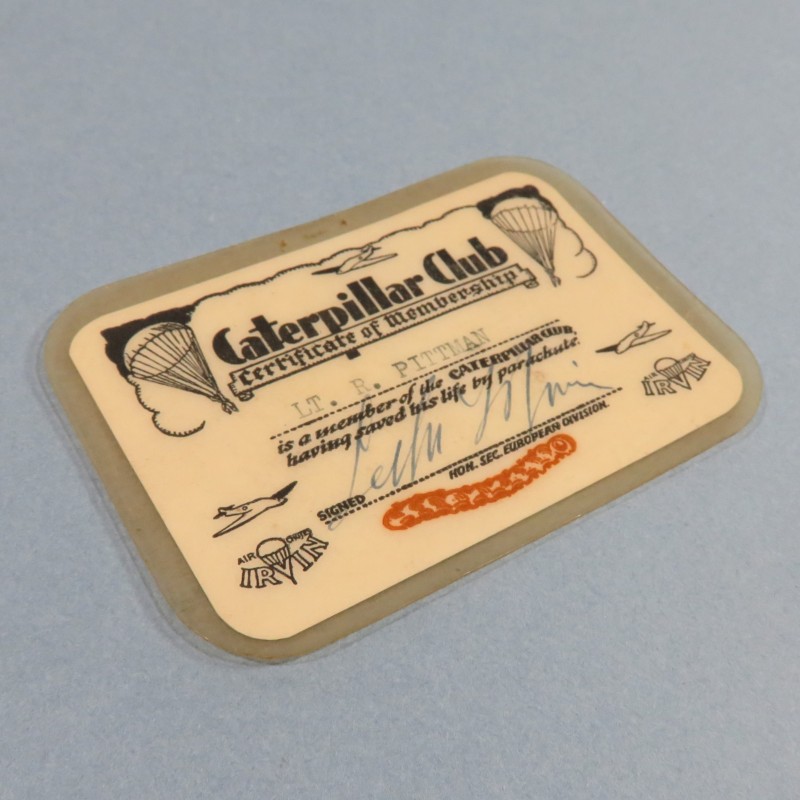 Caterpillar Club
Certificate of Membership
LT. R. PITTMAN
is a member of the CATERPILLAR CLUB
having saved his life by parachute.
SIGNED
HON. SEC. EUROPEAN DIVISION.
AIR CHUTE
IRVIN
IRVIN